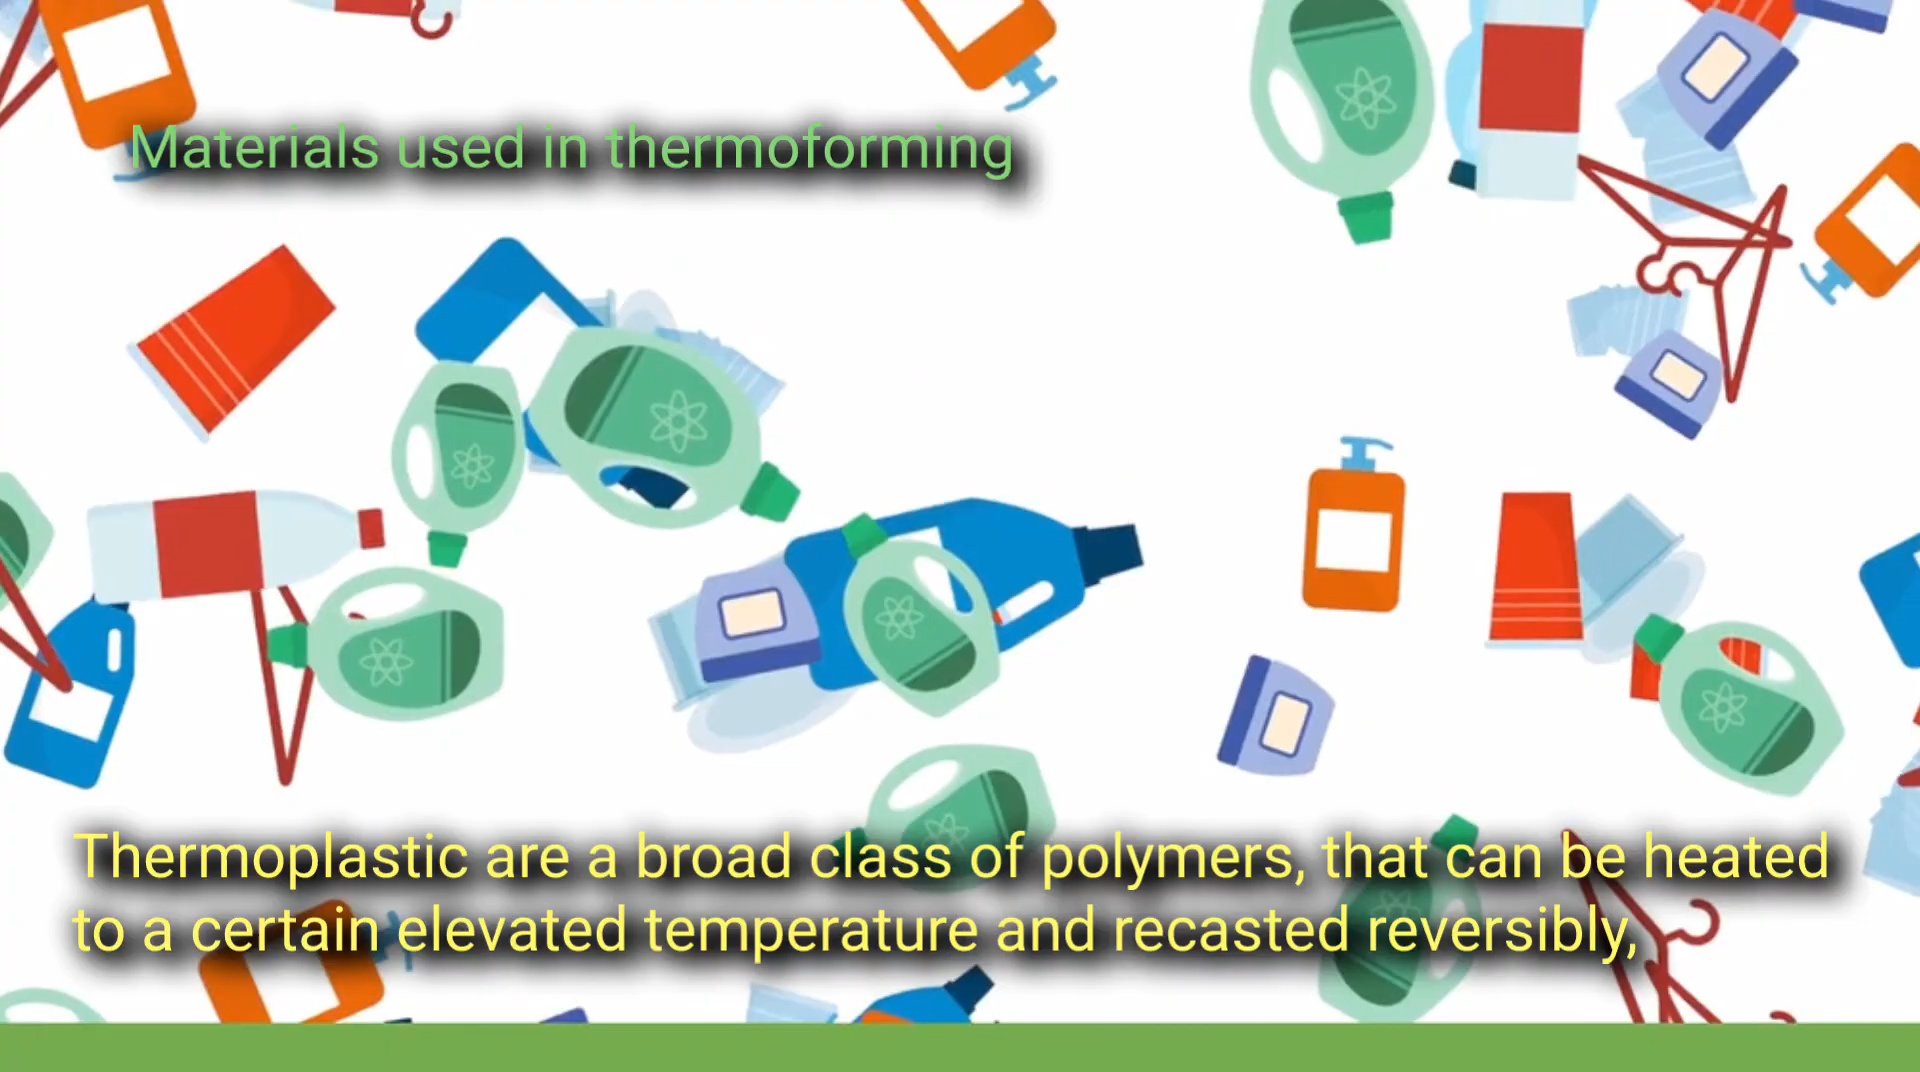 Materials used in thermoforming
Thermoplastic are a broad class of polymers, that can be heated
to a certain elevated temperature and recasted reversibly,